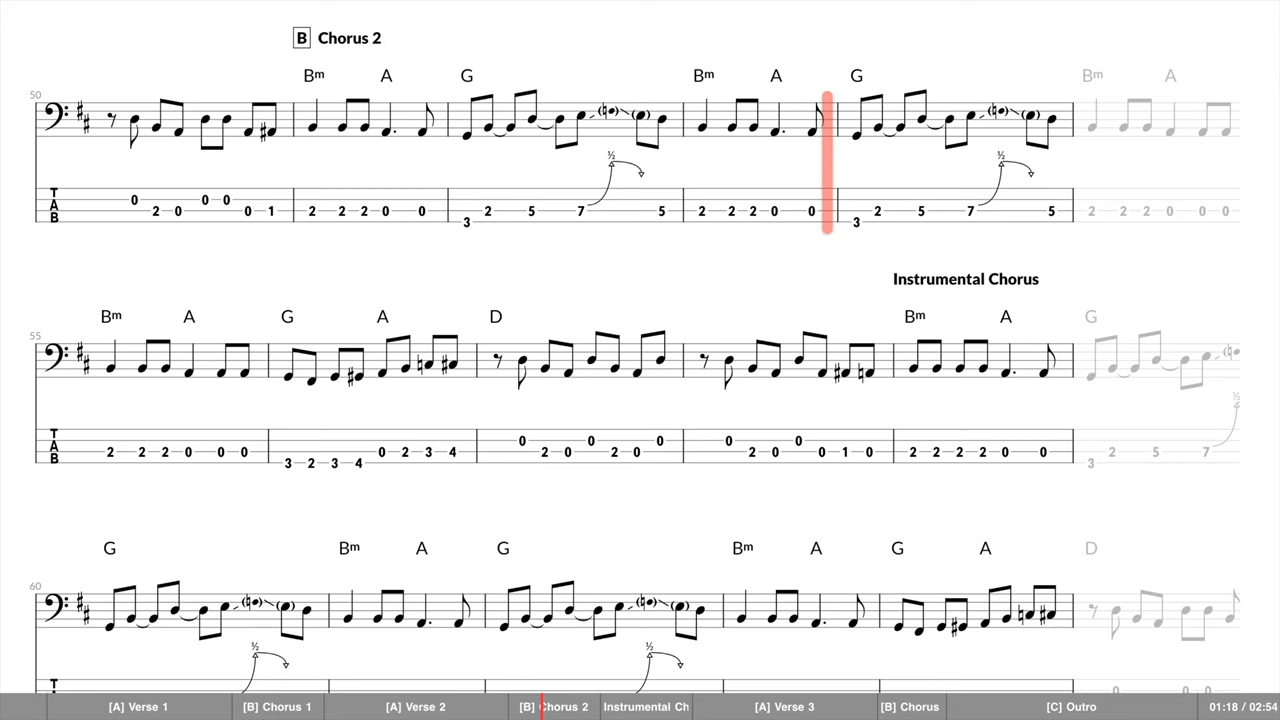 B Chorus 2
Bm A G Bm A G Bm A
50
½ ½
T 0 0 0
A 2 0 0 1 2 2 2 0 0 2 5 7 5 2 2 2 0 0 2 5 7 5 2 2 2 0 0 0
B 3 3
Instrumental Chorus
Bm A G A D Bm A G
55
½
T 0 0 0 0 0
A 2 2 2 0 0 0 0 2 3 4 2 0 2 0 2 0 0 1 0 2 2 2 2 0 0 2 5 7
B 3 2 3 4 3
G Bm A G Bm A G A D
60
½ ½
T
0 0 0
[A] Verse 1 [B] Chorus 1 [A] Verse 2 [B] Chorus 2 Instrumental Ch [A] Verse 3 [B] Chorus [C] Outro 01:18 / 02:54